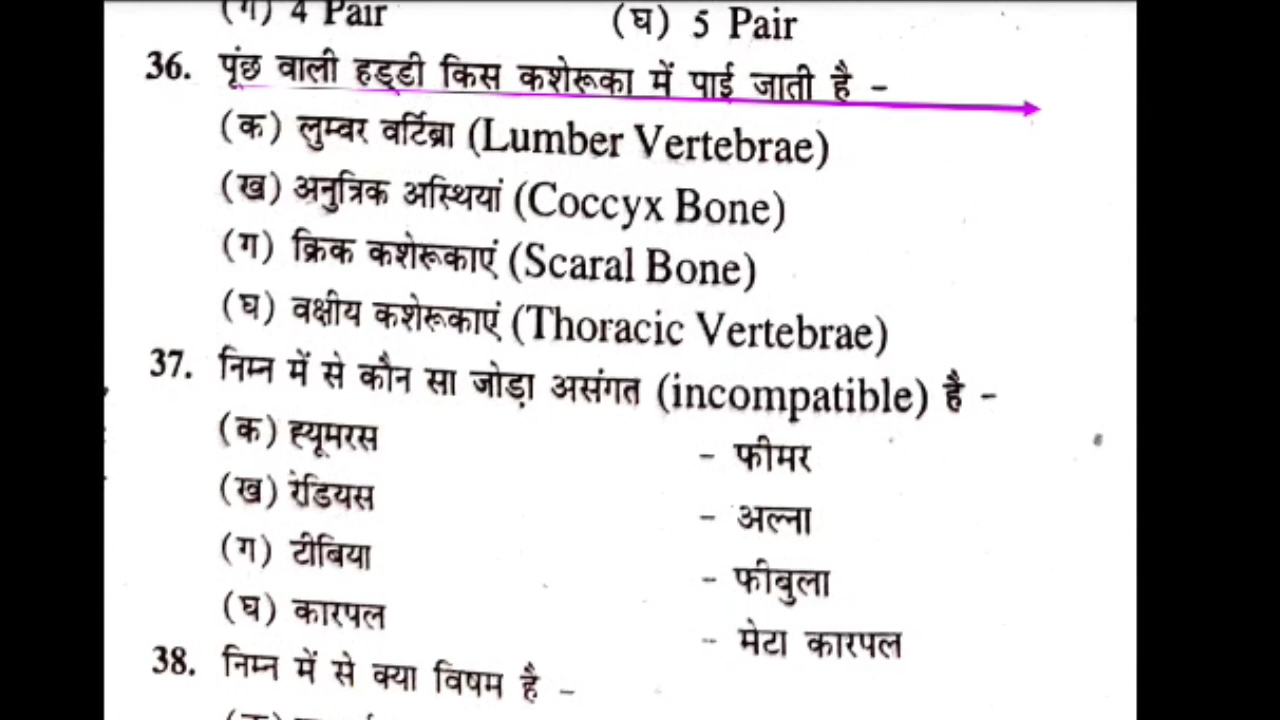 (ग) 4 Pair (घ) 5 Pair
36. पूंछ वाली हड्डी किस कशेरूका में पाई जाती है -
(क) लुम्वर वर्टिब्रा (Lumber Vertebrae)
(ख) अनुत्रिक अस्थियां (Coccyx Bone)
(ग) क्रिक कशेरूकाएं (Scaral Bone)
(घ) वक्षीय कशेरूकाएं (Thoracic Vertebrae)
37. निम्न में से कौन सा जोड़ा असंगत (incompatible) है -
(क) ह्यूमरस - फीमर
(ख) रेडियस - अल्ना
(ग) टीबिया - फीबुला
(घ) कारपल - मेटा कारपल
38. निम्न में से क्या विषम है -